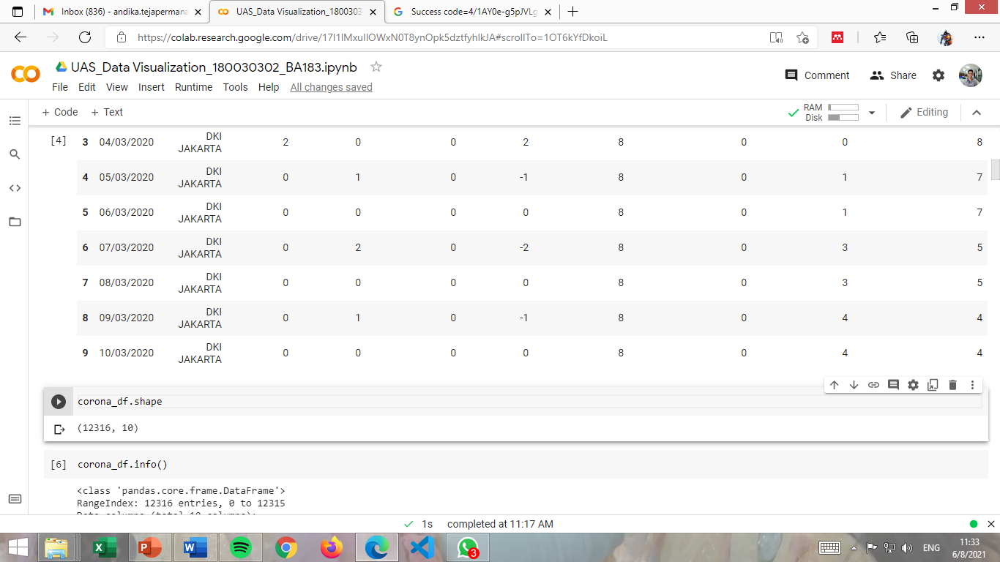 Inbox (836) - andika.tejapermana
UAS_Data Visualization_180030302
Success code=4/1AY0e-g5pJVLg
https://colab.research.google.com/drive/17I1IMxuIlOWxN0T8ynOpk5dztfyhIkJA#scrollTo=1OT6kYfDkoiL
UAS_Data Visualization_180030302_BA183.ipynb
Comment
Share
File Edit View Insert Runtime Tools Help All changes saved
+ Code + Text
RAM
Disk
Editing
[4]
3 04/03/2020 DKI JAKARTA 2 0 0 2 8 0 0 8
4 05/03/2020 DKI JAKARTA 0 1 0 -1 8 0 1 7
5 06/03/2020 DKI JAKARTA 0 0 0 0 8 0 1 7
6 07/03/2020 DKI JAKARTA 0 2 0 -2 8 0 3 5
7 08/03/2020 DKI JAKARTA 0 0 0 0 8 0 3 5
8 09/03/2020 DKI JAKARTA 0 1 0 -1 8 0 4 4
9 10/03/2020 DKI JAKARTA 0 0 0 0 8 0 4 4
corona_df.shape
(12316, 10)
[6] corona_df.info()
<class 'pandas.core.frame.DataFrame'>
RangeIndex: 12316 entries, 0 to 12315
Data columns (total 10 columns):
1s completed at 11:17 AM
3
ENG
11:33
6/8/2021